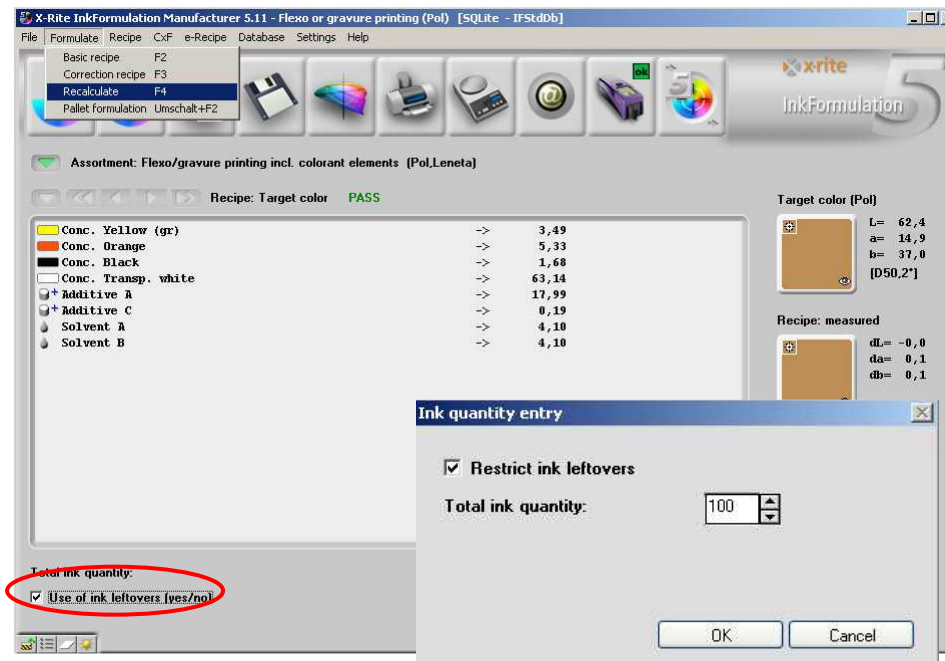 X-Rite InkFormulation Manufacturer 5.11 - Flexo or gravure printing (Pol) [SQLite - IFStdDb]
File Formulate Recipe CxF e-Recipe Database Settings Help
Basic recipe F2
Correction recipe F3
Recalculate F4
Pallet formulation Umschalt+F2
ok
5
x-rite
InkFormulation 5
Assortment: Flexo/gravure printing incl. colorant elements (Pol,Leneta)
Recipe: Target color PASS
Target color (Pol)
Conc. Yellow (gr) -> 3,49
Conc. Orange -> 5,33
Conc. Black -> 1,68
Conc. Transp. white -> 63,14
Additive A -> 17,99
Additive C -> 0,19
Solvent A -> 4,10
Solvent B -> 4,10
L= 62,4
a= 14,9
b= 37,0
[D50,2°]
Recipe: measured
dL= -0,0
da= 0,1
db= 0,1
Ink quantity entry
Restrict ink leftovers
Total ink quantity: 100
OK Cancel
Total ink quantity:
Use of ink leftovers (yes/no)